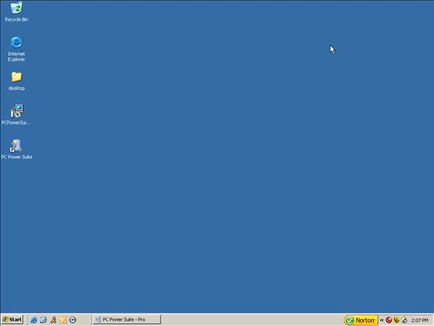 Recycle Bin
Internet
Explorer
desktop
PCPowerSui...
PC Power Suite
Start
PC Power Suite - Pro
Norton
2:07 PM